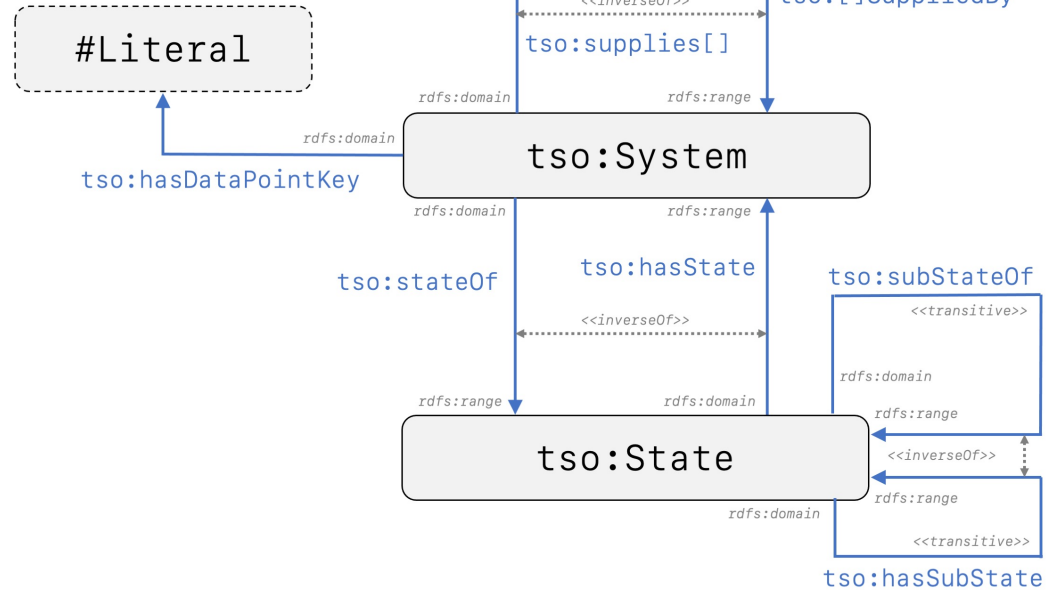 <<inverseOf>>
#Literal
tso:supplies[]
rdfs:domain
rdfs:range
rdfs:domain
tso:System
tso:hasDataPointKey
rdfs:domain
rdfs:range
tso:stateOf
tso:hasState
tso:subStateOf
<<transitive>>
<<inverseOf>>
rdfs:domain
rdfs:range
rdfs:domain
rdfs:range
tso:State
<<inverseOf>>
rdfs:range
rdfs:domain
<<transitive>>
tso:hasSubState